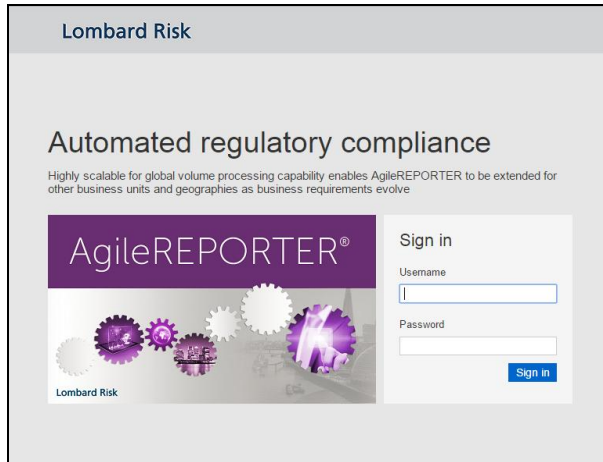 Lombard Risk
Automated regulatory compliance
Highly scalable for global volume processing capability enables AgileREPORTER to be extended for
other business units and geographies as business requirements evolve
AgileREPORTER®
Lombard Risk
Sign in
Username
Password
Sign in